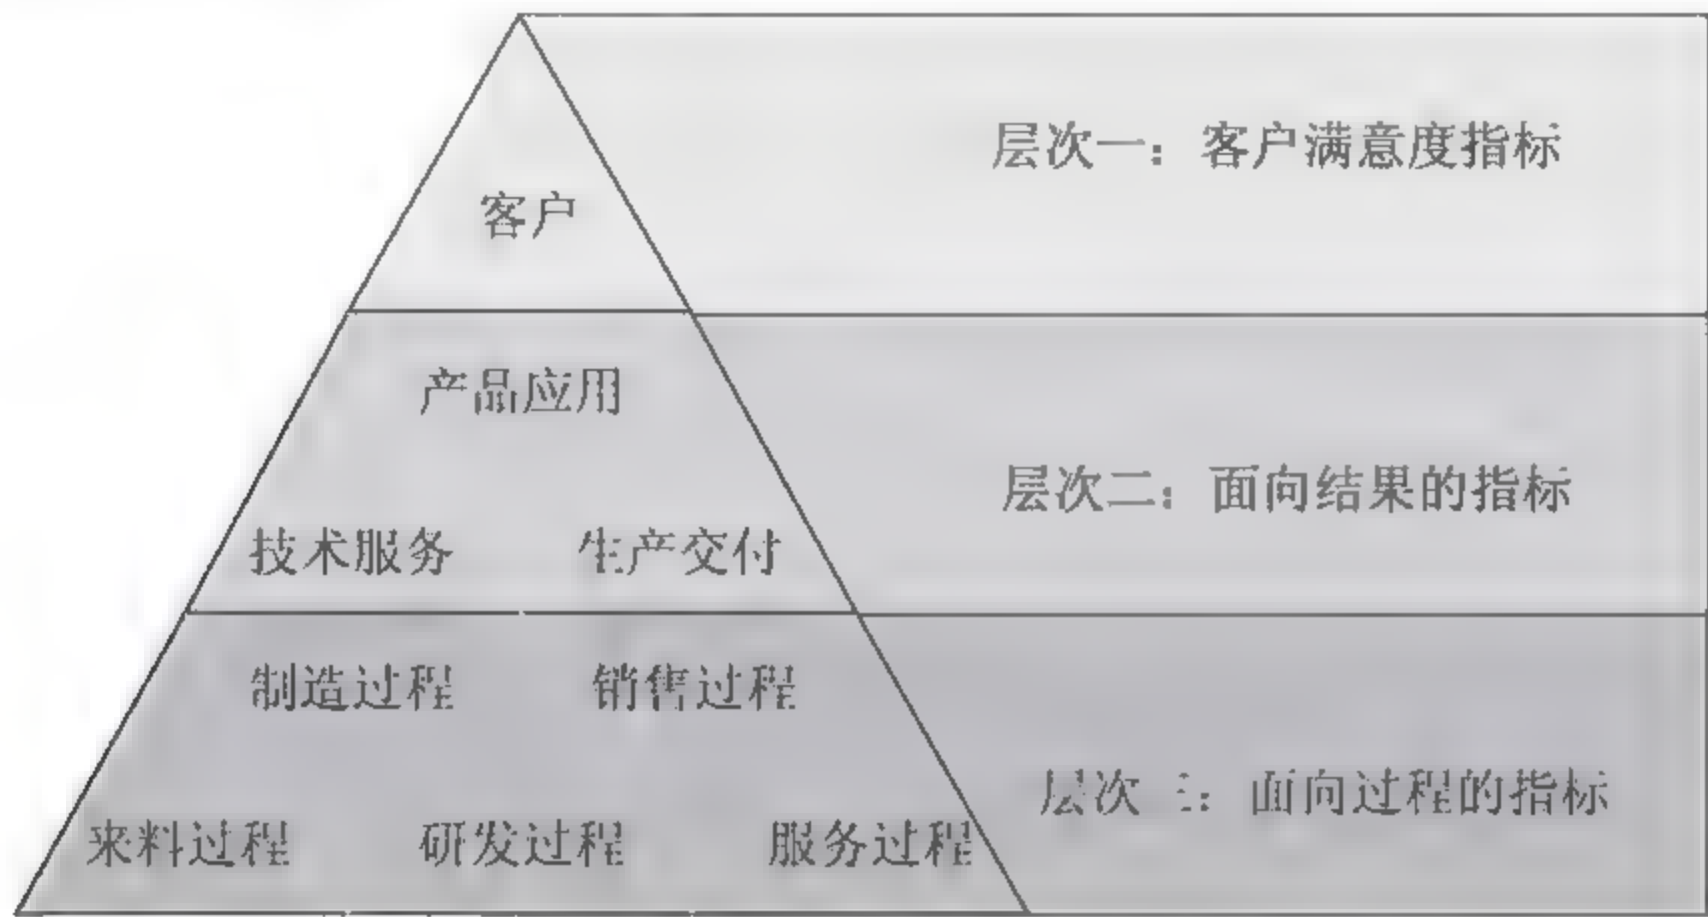 层次一：客户满意度指标
客户
产品应用
层次二：面向结果的指标
技术服务 生产交付
制造过程 销售过程
层次三：面向过程的指标
来料过程 研发过程 服务过程